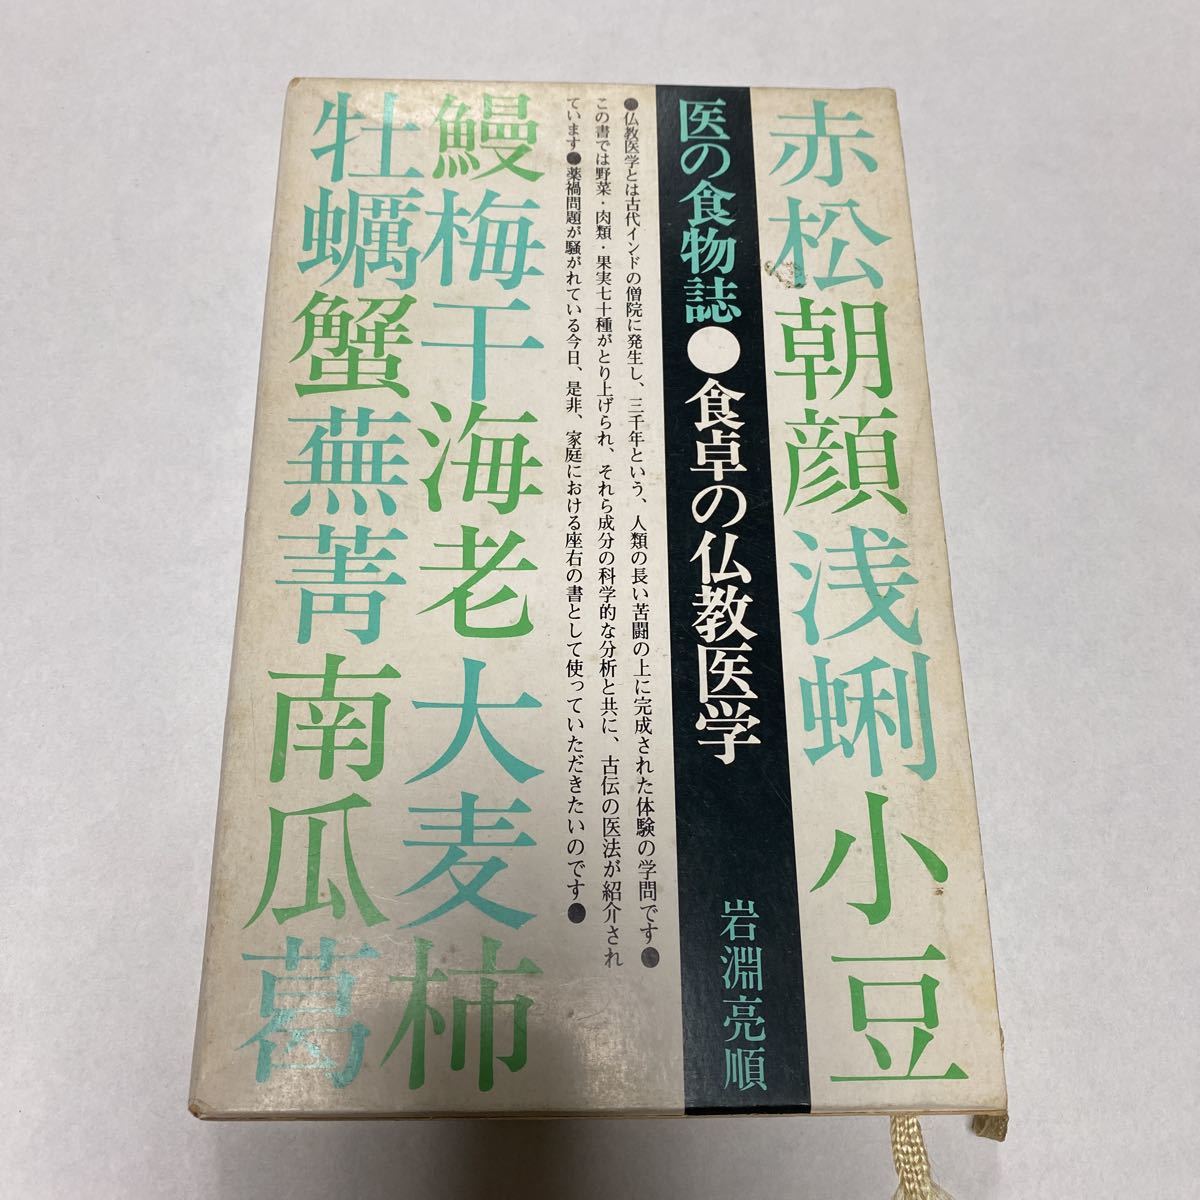 赤松朝顔浅蜊小豆
医の食物誌●食卓の仏教医学
岩淵亮順
●仏教医学とは古代インドの僧院に発生し、三千年という、人類の長い苦闘の上に完成された体験の学問です●
この書では野菜・肉類・果実七十種がとり上げられ、それら成分の科学的な分析と共に、古伝の医法が紹介され
ています●薬禍問題が騒がれている今日、是非、家庭における座右の書として使っていただきたいのです●
鰻梅干海老大麦柿
牡蠣蟹蕪菁南瓜葛